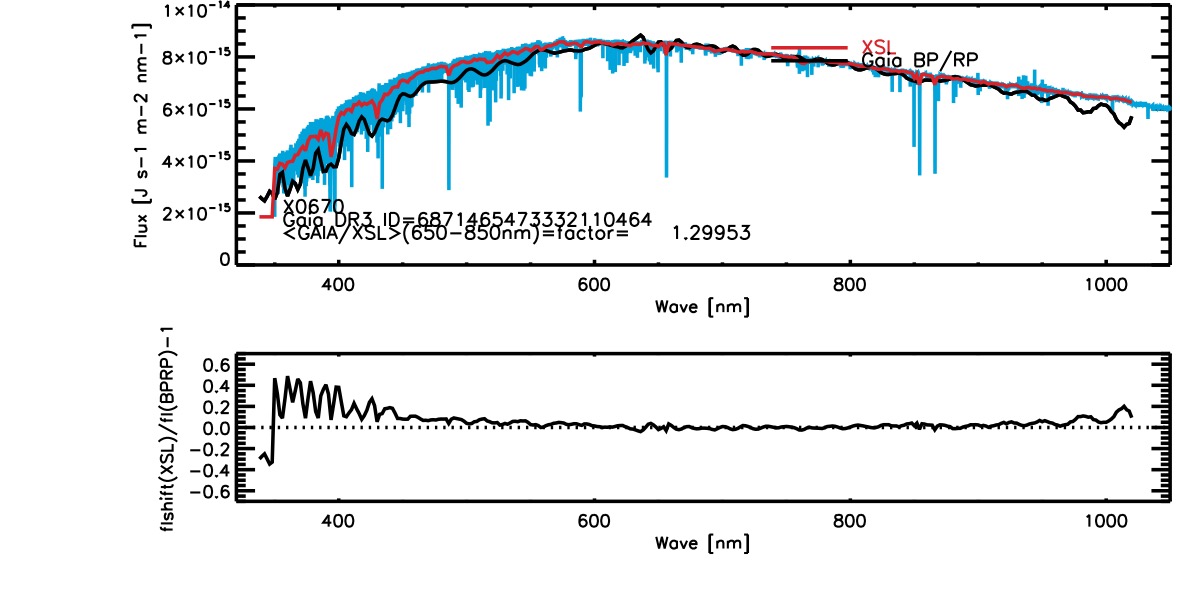 1×10−14
8×10−15
6×10−15
4×10−15
2×10−15
0
Flux [J s−1 m−2 nm−1]
XSL
Gaia BP/RP
X0670
Gaia DR3 ID=6871465473332110464
<GAIA/XSL>(650−850nm)=factor= 1.29953
400 600 800 1000
Wave [nm]
0.6
0.4
0.2
0.0
−0.2
−0.4
−0.6
flshift(XSL)/fl(BPRP)−1
400 600 800 1000
Wave [nm]